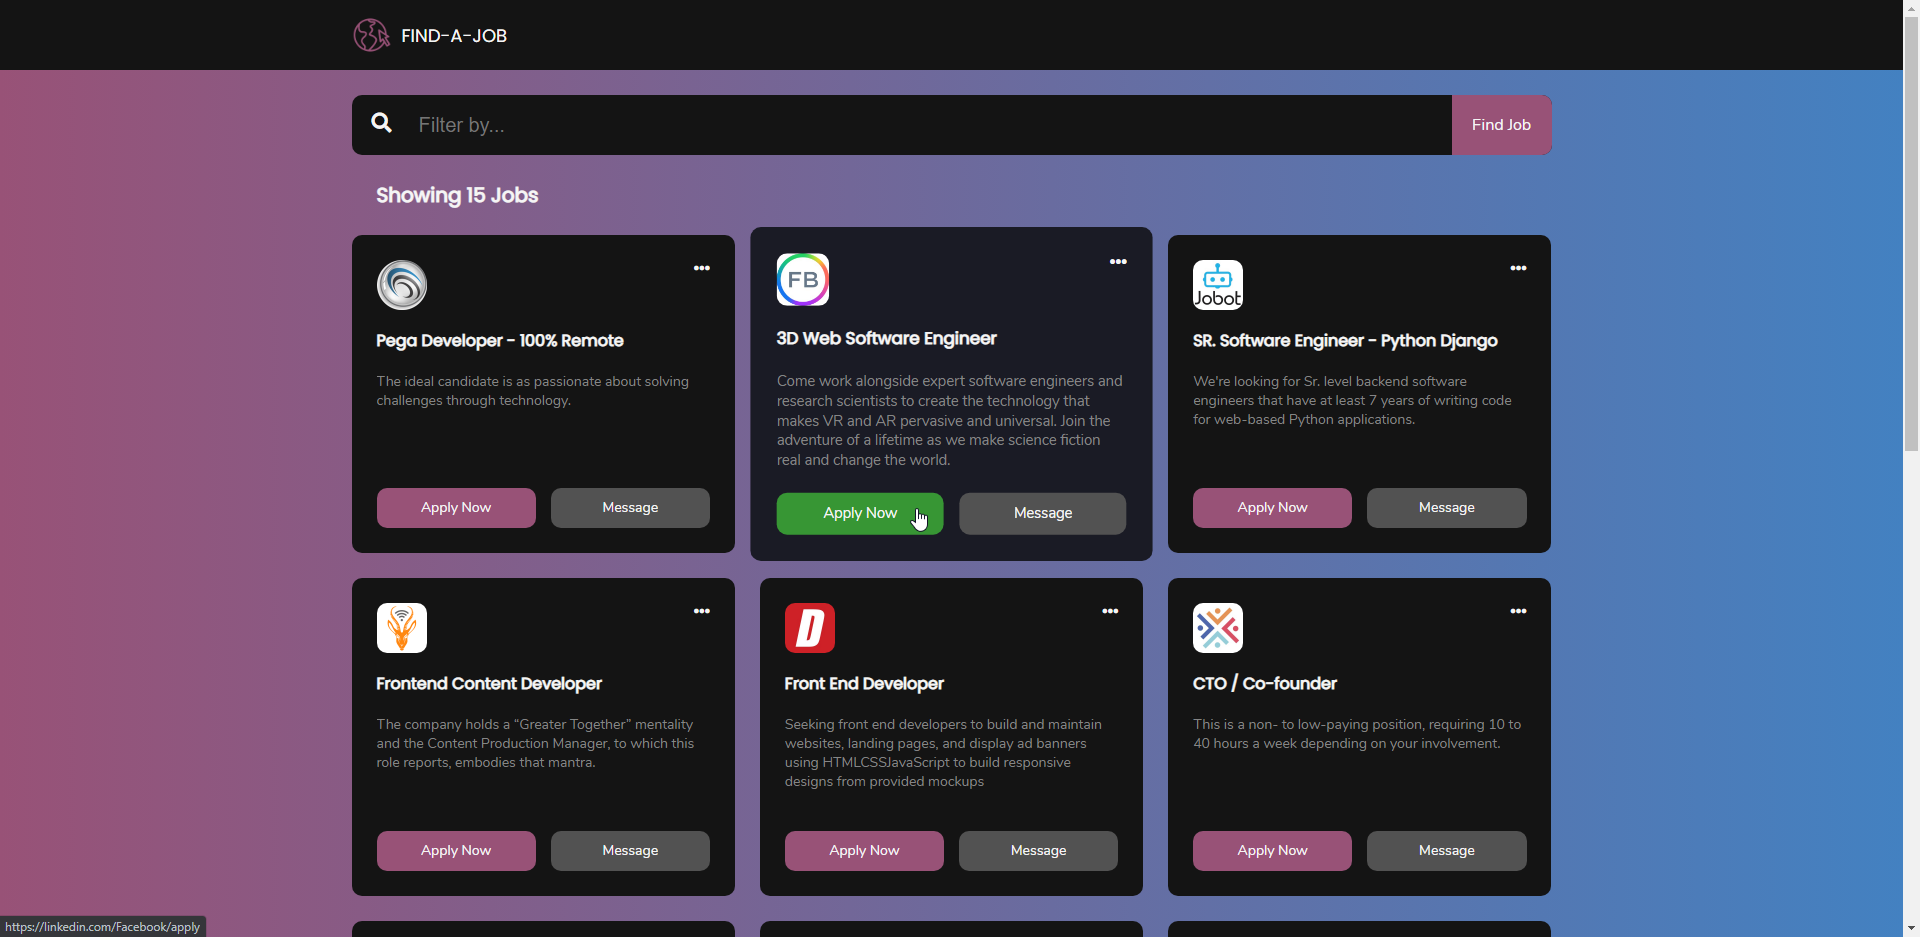 FIND-A-JOB
Filter by...
Find Job
Showing 15 Jobs
Pega Developer - 100% Remote
The ideal candidate is as passionate about solving
challenges through technology.
Apply Now
Message
FB
3D Web Software Engineer
Come work alongside expert software engineers and
research scientists to create the technology that
makes VR and AR pervasive and universal. Join the
adventure of a lifetime as we make science fiction
real and change the world.
Apply Now
Message
Jobot
SR. Software Engineer - Python Django
We're looking for Sr. level backend software
engineers that have at least 7 years of writing code
for web-based Python applications.
Apply Now
Message
Frontend Content Developer
The company holds a “Greater Together” mentality
and the Content Production Manager, to which this
role reports, embodies that mantra.
Apply Now
Message
D
Front End Developer
Seeking front end developers to build and maintain
websites, landing pages, and display ad banners
using HTMLCSSJavaScript to build responsive
designs from provided mockups
Apply Now
Message
CTO / Co-founder
This is a non- to low-paying position, requiring 10 to
40 hours a week depending on your involvement.
Apply Now
Message
https://linkedin.com/Facebook/apply